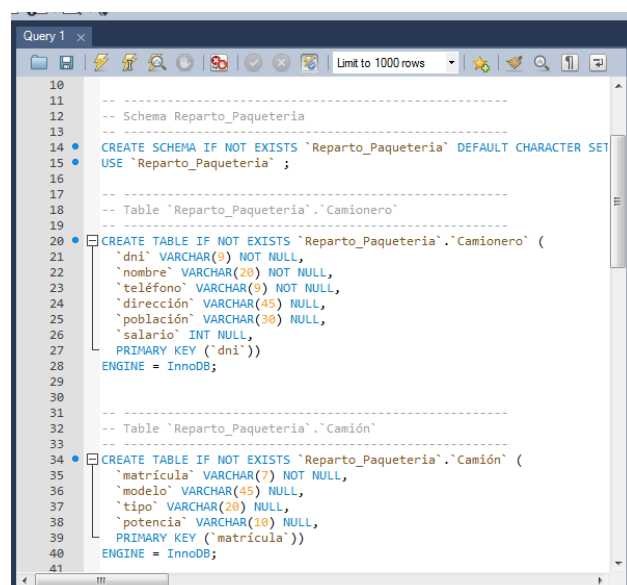 Query 1 ×
Limit to 1000 rows
10
11 -- -----------------------------------------------------
12 -- Schema Reparto_Paqueteria
13 -- -----------------------------------------------------
14 CREATE SCHEMA IF NOT EXISTS `Reparto_Paqueteria` DEFAULT CHARACTER SET
15 USE `Reparto_Paqueteria` ;
16
17 -- -----------------------------------------------------
18 -- Table `Reparto_Paqueteria`.`Camionero`
19 -- -----------------------------------------------------
20 CREATE TABLE IF NOT EXISTS `Reparto_Paqueteria`.`Camionero` (
21 `dni` VARCHAR(9) NOT NULL,
22 `nombre` VARCHAR(20) NOT NULL,
23 `teléfono` VARCHAR(9) NOT NULL,
24 `dirección` VARCHAR(45) NOT NULL,
25 `población` VARCHAR(30) NOT NULL,
26 `salario` INT NULL,
27 PRIMARY KEY (`dni`))
28 ENGINE = InnoDB;
29
30
31 -- -----------------------------------------------------
32 -- Table `Reparto_Paqueteria`.`Camión`
33 -- -----------------------------------------------------
34 CREATE TABLE IF NOT EXISTS `Reparto_Paqueteria`.`Camión` (
35 `matrícula` VARCHAR(7) NOT NULL,
36 `modelo` VARCHAR(45) NULL,
37 `tipo` VARCHAR(20) NULL,
38 `potencia` VARCHAR(10) NULL,
39 PRIMARY KEY (`matrícula`))
40 ENGINE = InnoDB;
41